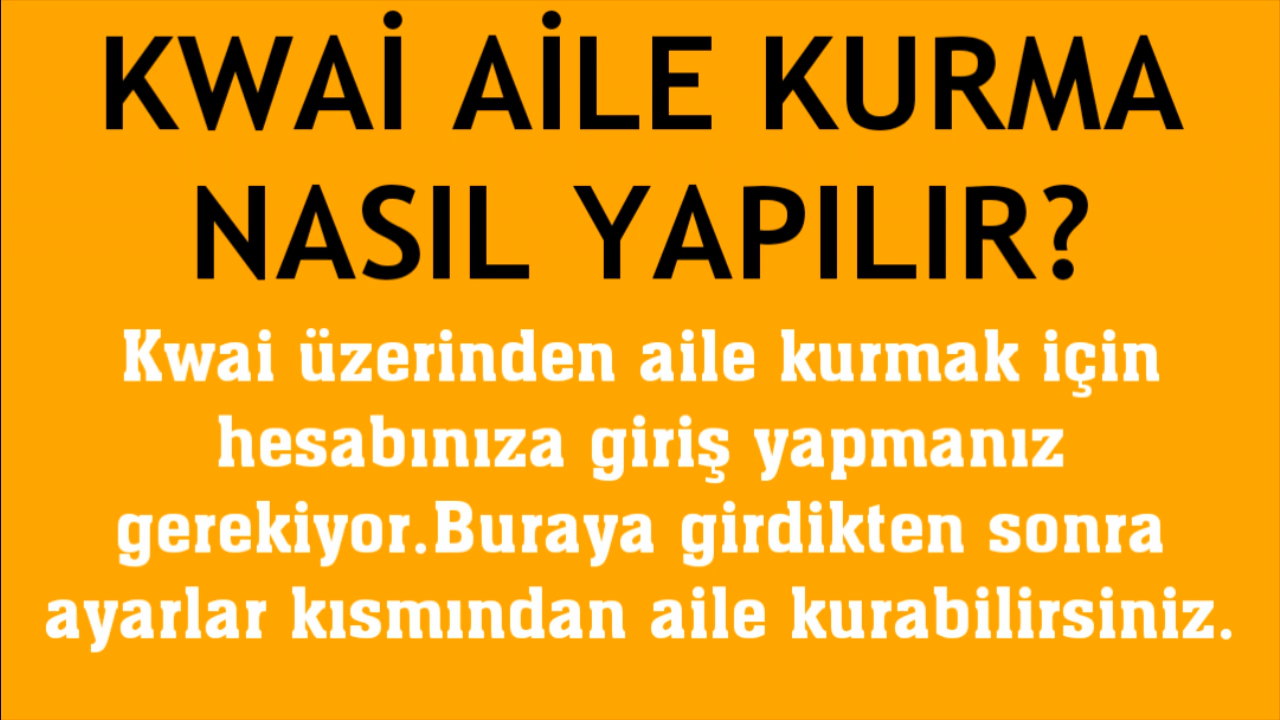 KWAİ AİLE KURMA
NASIL YAPILIR?
Kwai üzerinden aile kurmak için
hesabınıza giriş yapmanız
gerekiyor.Buraya girdikten sonra
ayarlar kısmından aile kurabilirsiniz.